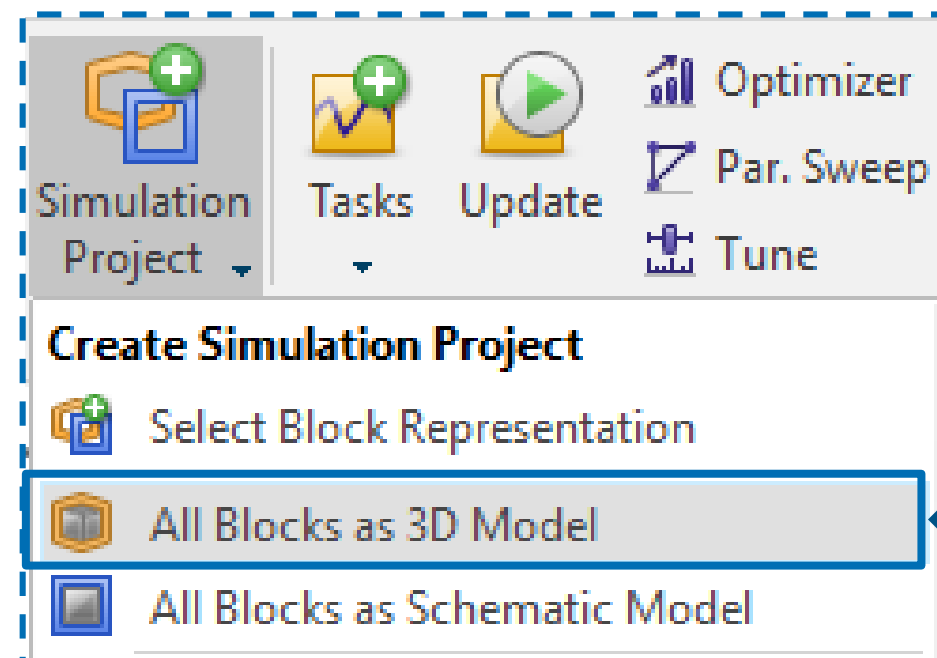 Simulation
Project
Tasks
Update
Optimizer
Par. Sweep
Tune
Create Simulation Project
Select Block Representation
All Blocks as 3D Model
All Blocks as Schematic Model